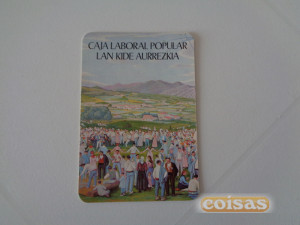 CAJA LABORAL POPULAR
LAN KIDE AURREZKIA
coisas